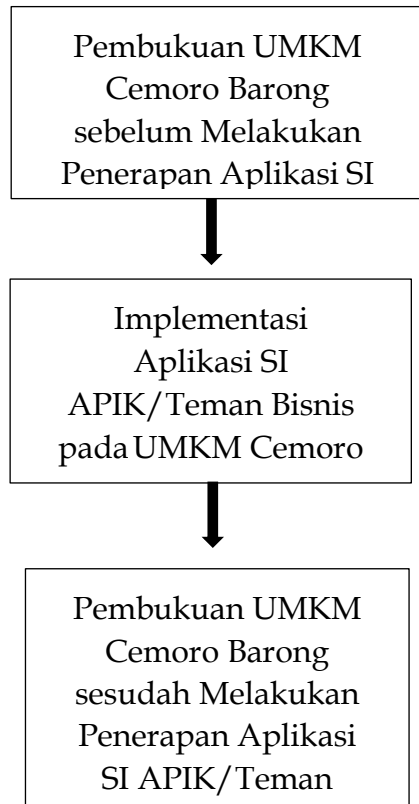 Pembukuan UMKM
Cemoro Barong
sebelum Melakukan
Penerapan Aplikasi SI
Implementasi
Aplikasi SI
APIK/Teman Bisnis
pada UMKM Cemoro
Pembukuan UMKM
Cemoro Barong
sesudah Melakukan
Penerapan Aplikasi
SI APIK/Teman